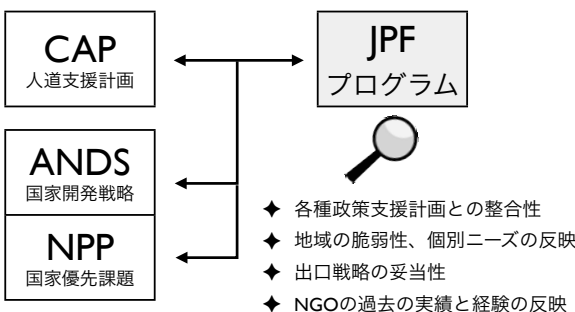 CAP
人道支援計画
JPF
プログラム
ANDS
国家開発戦略
NPP
国家優先課題
✦ 各種政策支援計画との整合性
✦ 地域の脆弱性、個別ニーズの反映
✦ 出口戦略の妥当性
✦ NGOの過去の実績と経験の反映